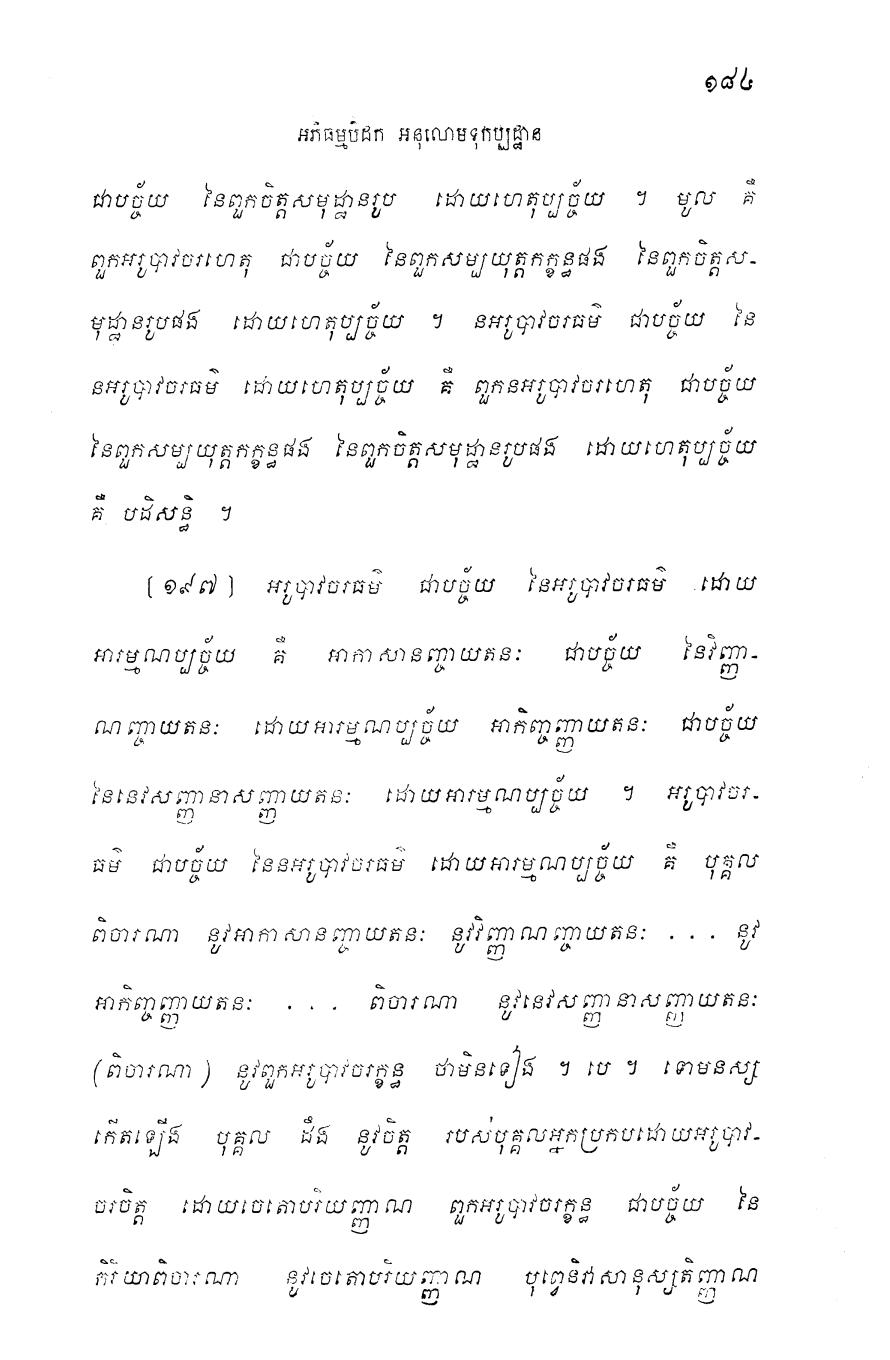 ១៨៤
អភិធម្មបិដក អនុលោមទុកប្បដ្ឋាន
ជាបច្ច័យ នៃពួកចិត្តសមុដ្ឋានរូប ដោយហេតុប្បច្ច័យ ។ មូល គឺ
ពួកអរូបាវចរហេតុ ជាបច្ច័យ នៃពួកសម្បយុត្តកក្ខន្ធផង នៃពួកចិត្តស-
មុដ្ឋានរូបផង ដោយហេតុប្បច្ច័យ ។ នអរូបាវចរធម៌ ជាបច្ច័យ នៃ
នអរូបាវចរធម៌ ដោយហេតុប្បច្ច័យ គឺ ពួកនអរូបាវចរហេតុ ជាបច្ច័យ
នៃពួកសម្បយុត្តកក្ខន្ធផង នៃពួកចិត្តសមុដ្ឋានរូបផង ដោយហេតុប្បច្ច័យ
គឺ បដិសន្ធិ ។
[១៩៧] អរូបាវចរធម៌ ជាបច្ច័យ នៃអរូបាវចរធម៌ ដោយ
អារម្មណប្បច្ច័យ គឺ អាកាសានញ្ចាយតនៈ ជាបច្ច័យ នៃវិញ្ញា-
ណញ្ចាយតនៈ ដោយអារម្មណប្បច្ច័យ អាកិញ្ចញ្ញាយតនៈ ជាបច្ច័យ
នៃនេវសញ្ញានាសញ្ញាយតនៈ ដោយអារម្មណប្បច្ច័យ ។ អរូបាវចរ-
ធម៌ ជាបច្ច័យ នៃនអរូបាវចរធម៌ ដោយអារម្មណប្បច្ច័យ គឺ បុគ្គល
ពិចារណា នូវអាកាសានញ្ចាយតនៈ នូវវិញ្ញាណញ្ចាយតនៈ . . . នូវ
អាកិញ្ចញ្ញាយតនៈ . . . ពិចារណា នូវនេវសញ្ញានាសញ្ញាយតនៈ
(ពិចារណា) នូវពួកអរូបាវចរក្ខន្ធ ថាមិនទៀង ។ បេ ។ ទោមនស្ស
កើតឡើង បុគ្គល ដឹង នូវចិត្ត របស់បុគ្គលអ្នកប្រកបដោយអរូបាវ-
ចរចិត្ត ដោយចេតោបរិយញ្ញាណ ពួកអរូបាវចរក្ខន្ធ ជាបច្ច័យ នៃ
កិរិយាពិចារណា នូវចេតោបរិយញ្ញាណ បុព្វេនិវាសានុស្សតិញ្ញាណ